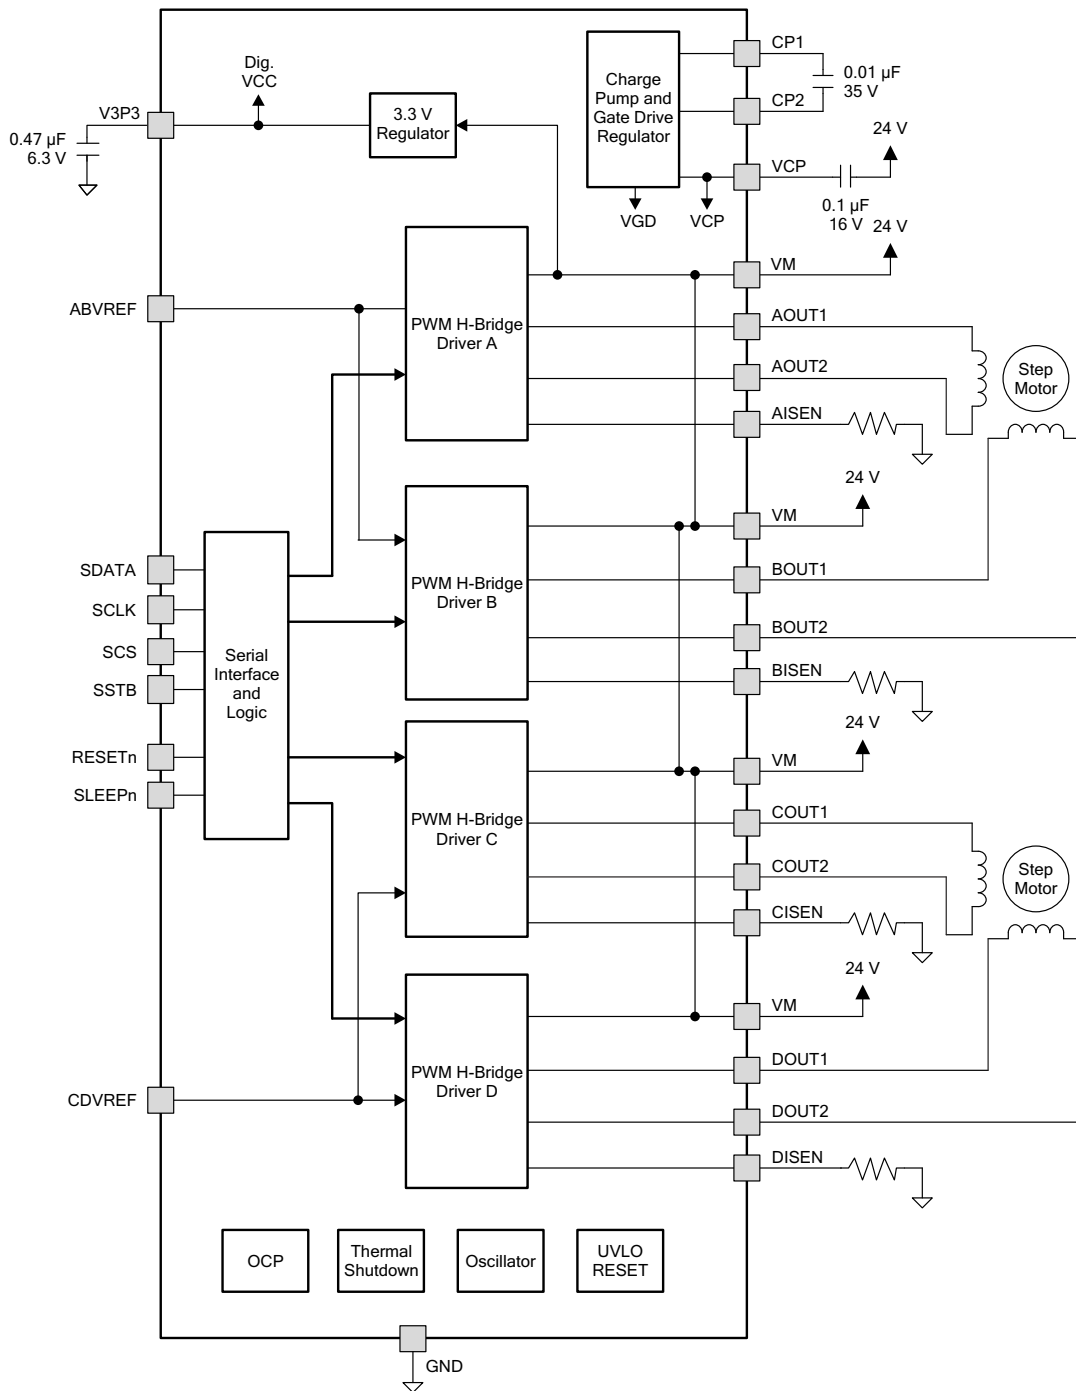 CP1
0.01 µF
35 V
Charge
Pump and
Gate Drive
Regulator
CP2
Dig.
VCC
V3P3
0.47 µF
6.3 V
3.3 V
Regulator
24 V
VCP
0.1 µF
16 V
VGD
VCP
24 V
VM
ABVREF
PWM H-Bridge
Driver A
AOUT1
AOUT2
AISEN
Step
Motor
24 V
VM
PWM H-Bridge
Driver B
BOUT1
BOUT2
BISEN
SDATA
SCLK
SCS
SSTB
RESETn
SLEEPn
Serial
Interface
and
Logic
24 V
VM
PWM H-Bridge
Driver C
COUT1
COUT2
CISEN
Step
Motor
24 V
VM
CDVREF
PWM H-Bridge
Driver D
DOUT1
DOUT2
DISEN
OCP
Thermal
Shutdown
Oscillator
UVLO
RESET
GND